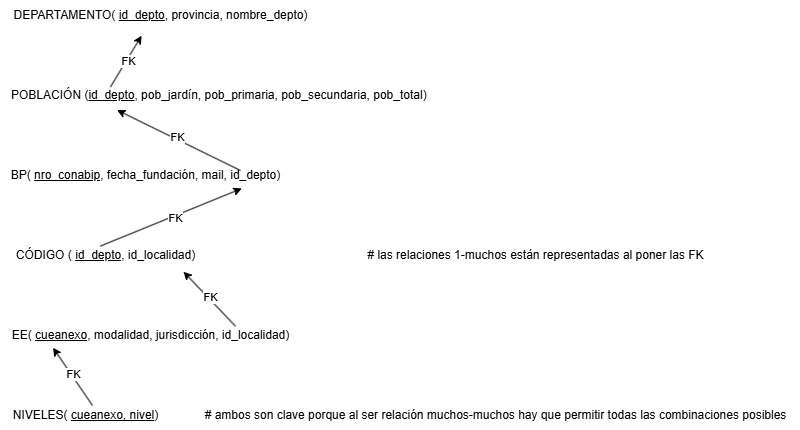 DEPARTAMENTO( id_depto, provincia, nombre_depto)
FK
POBLACIÓN (id_depto, pob_jardín, pob_primaria, pob_secundaria, pob_total)
FK
BP( nro_conabip, fecha_fundación, mail, id_depto)
FK
CÓDIGO ( id_depto, id_localidad)
# las relaciones 1-muchos están representadas al poner las FK
FK
EE( cueanexo, modalidad, jurisdicción, id_localidad)
FK
NIVELES( cueanexo, nivel)
# ambos son clave porque al ser relación muchos-muchos hay que permitir todas las combinaciones posibles